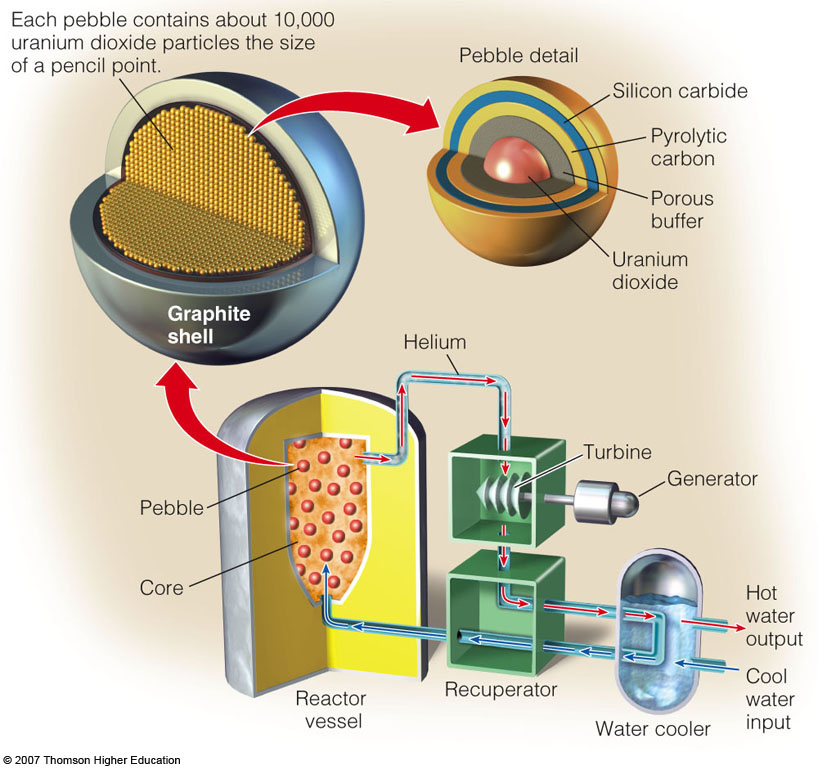 Each pebble contains about 10,000
uranium dioxide particles the size
of a pencil point.
Pebble detail
Silicon carbide
Pyrolytic
carbon
Porous
buffer
Uranium
dioxide
Graphite
shell
Helium
Turbine
Generator
Pebble
Core
Hot
water
output
Cool
water
input
Reactor
vessel
Recuperator
Water cooler
© 2007 Thomson Higher Education